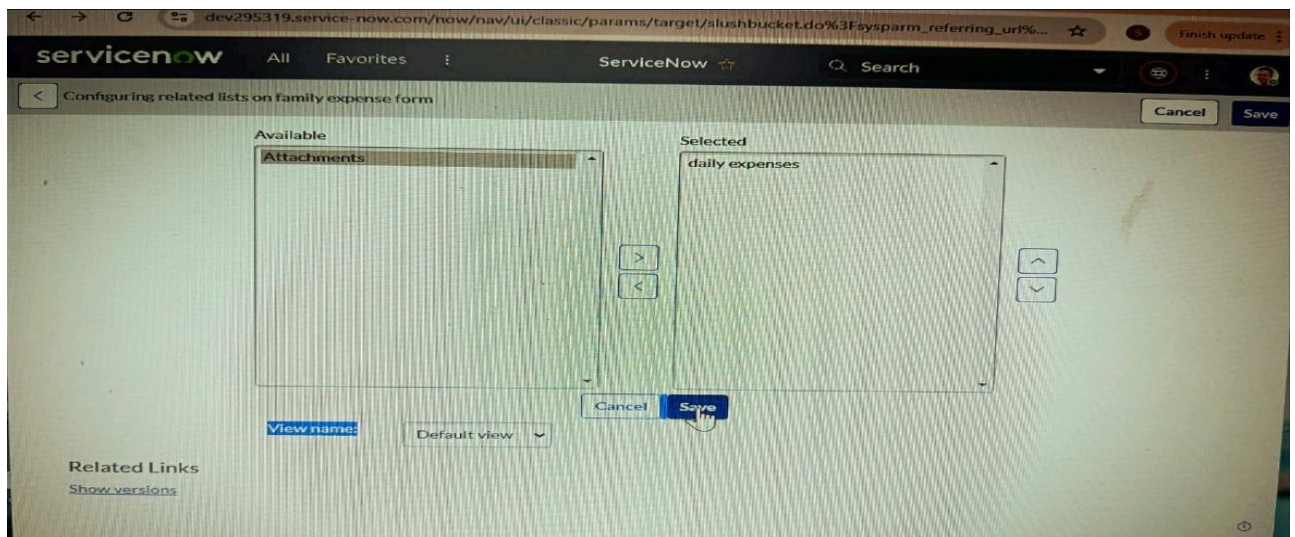 dev295319.service-now.com/now/nav/ui/classic/params/target/slushbucket.do%3Fsysparm_referring_url%... S Finish update
servicenow All Favorites ServiceNow Search
Configuring related lists on family expense form Cancel Save
Available Selected
Attachments daily expenses
Cancel Save
View name: Default view
Related Links
Show versions